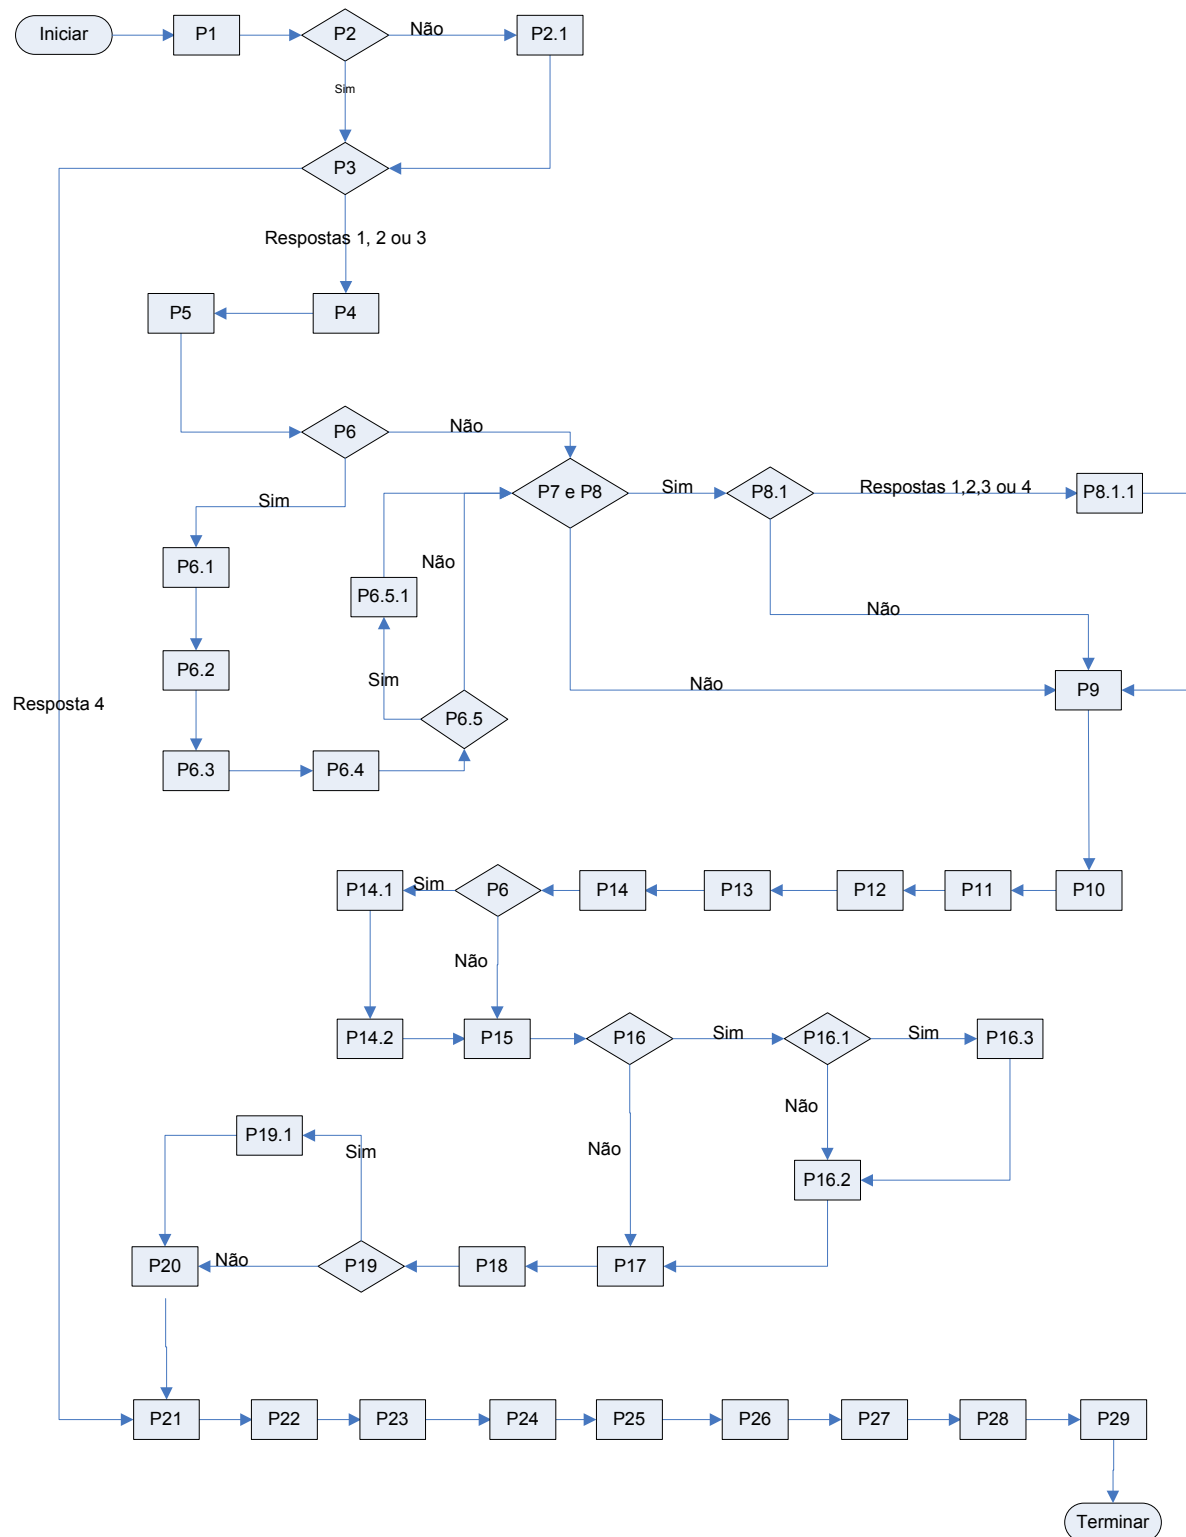 Iniciar
P1
P2
Não
P2.1
Sim
P3
Respostas 1, 2 ou 3
P5
P4
P6
Não
P7 e P8
Sim
P8.1
Respostas 1,2,3 ou 4
P8.1.1
Sim
P6.1
Não
P6.5.1
Não
P6.2
Sim
Não
P9
Resposta 4
P6.5
P6.3
P6.4
P14.1
Sim
P6
P14
P13
P12
P11
P10
Não
P14.2
P15
P16
Sim
P16.1
Sim
P16.3
Não
P19.1
Sim
Não
P16.2
P20
Não
P19
P18
P17
P21
P22
P23
P24
P25
P26
P27
P28
P29
Terminar